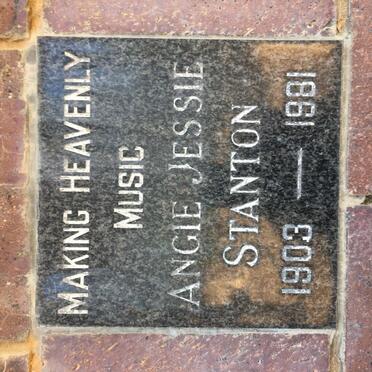 MAKING HEAVENLY
MUSIC
ANGIE JESSIE
STANTON
1903 — 1981